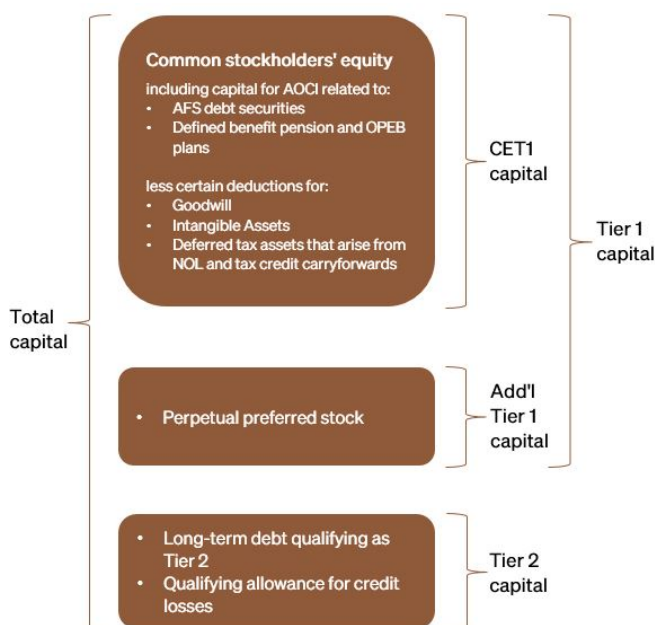 Common stockholders' equity
including capital for AOCI related to:
• AFS debt securities
• Defined benefit pension and OPEB
plans
less certain deductions for:
• Goodwill
• Intangible Assets
• Deferred tax assets that arise from
NOL and tax credit carryforwards
CET1
capital
Tier 1
capital
Total
capital
• Perpetual preferred stock
Add'l
Tier 1
capital
• Long-term debt qualifying as
Tier 2
• Qualifying allowance for credit
losses
Tier 2
capital